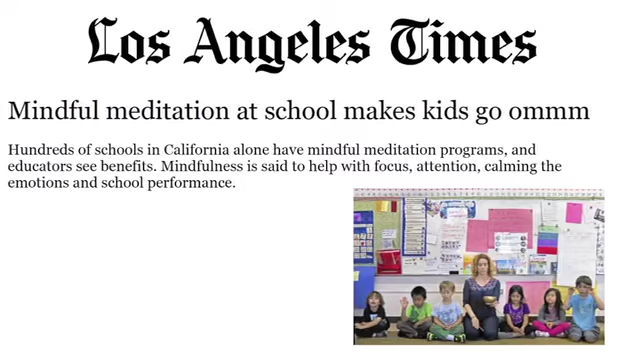 Los Angeles Times
Mindful meditation at school makes kids go ommm
Hundreds of schools in California alone have mindful meditation programs, and
educators see benefits. Mindfulness is said to help with focus, attention, calming the
emotions and school performance.